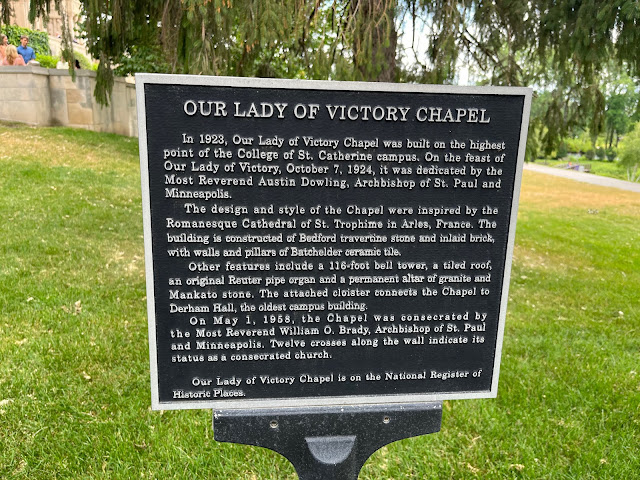 OUR LADY OF VICTORY CHAPEL
In 1923, Our Lady of Victory Chapel was built on the highest
point of the College of St. Catherine campus. On the feast of
Our Lady of Victory, October 7, 1924, it was dedicated by the
Most Reverend Austin Dowling, Archbishop of St. Paul and
Minneapolis.
The design and style of the Chapel were inspired by the
Romanesque Cathedral of St. Trophime in Arles, France. The
building is constructed of Bedford travertine stone and inlaid brick,
with walls and pillars of Batchelder ceramic tile.
Other features include a 116-foot bell tower, a tiled roof,
an original Reuter pipe organ and a permanent altar of granite and
Mankato stone. The attached cloister connects the Chapel to
Derham Hall, the oldest campus building.
On May 1, 1958, the Chapel was consecrated by
the Most Reverend William O. Brady, Archbishop of St. Paul
and Minneapolis. Twelve crosses along the wall indicate its
status as a consecrated church.
Our Lady of Victory Chapel is on the National Register of
Historic Places.